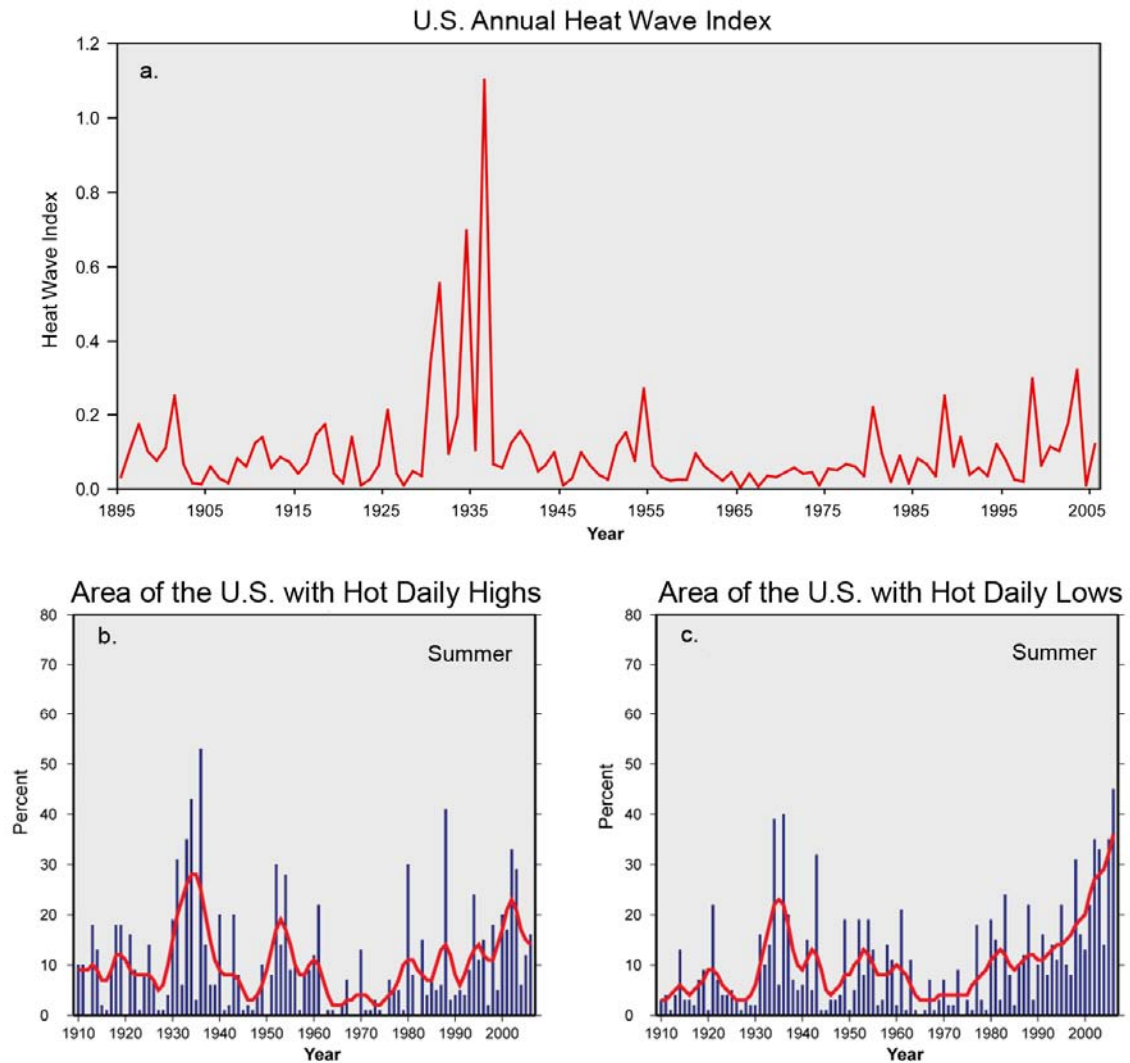 U.S. Annual Heat Wave Index
a.
Heat Wave Index
1.2
1.0
0.8
0.6
0.4
0.2
0.0
1895 1905 1915 1925 1935 1945 1955 1965 1975 1985 1995 2005
Year
Area of the U.S. with Hot Daily Highs
b.
Summer
Percent
80
70
60
50
40
30
20
10
0
1910 1920 1930 1940 1950 1960 1970 1980 1990 2000
Year
Area of the U.S. with Hot Daily Lows
c.
Summer
Percent
80
70
60
50
40
30
20
10
0
1910 1920 1930 1940 1950 1960 1970 1980 1990 2000
Year